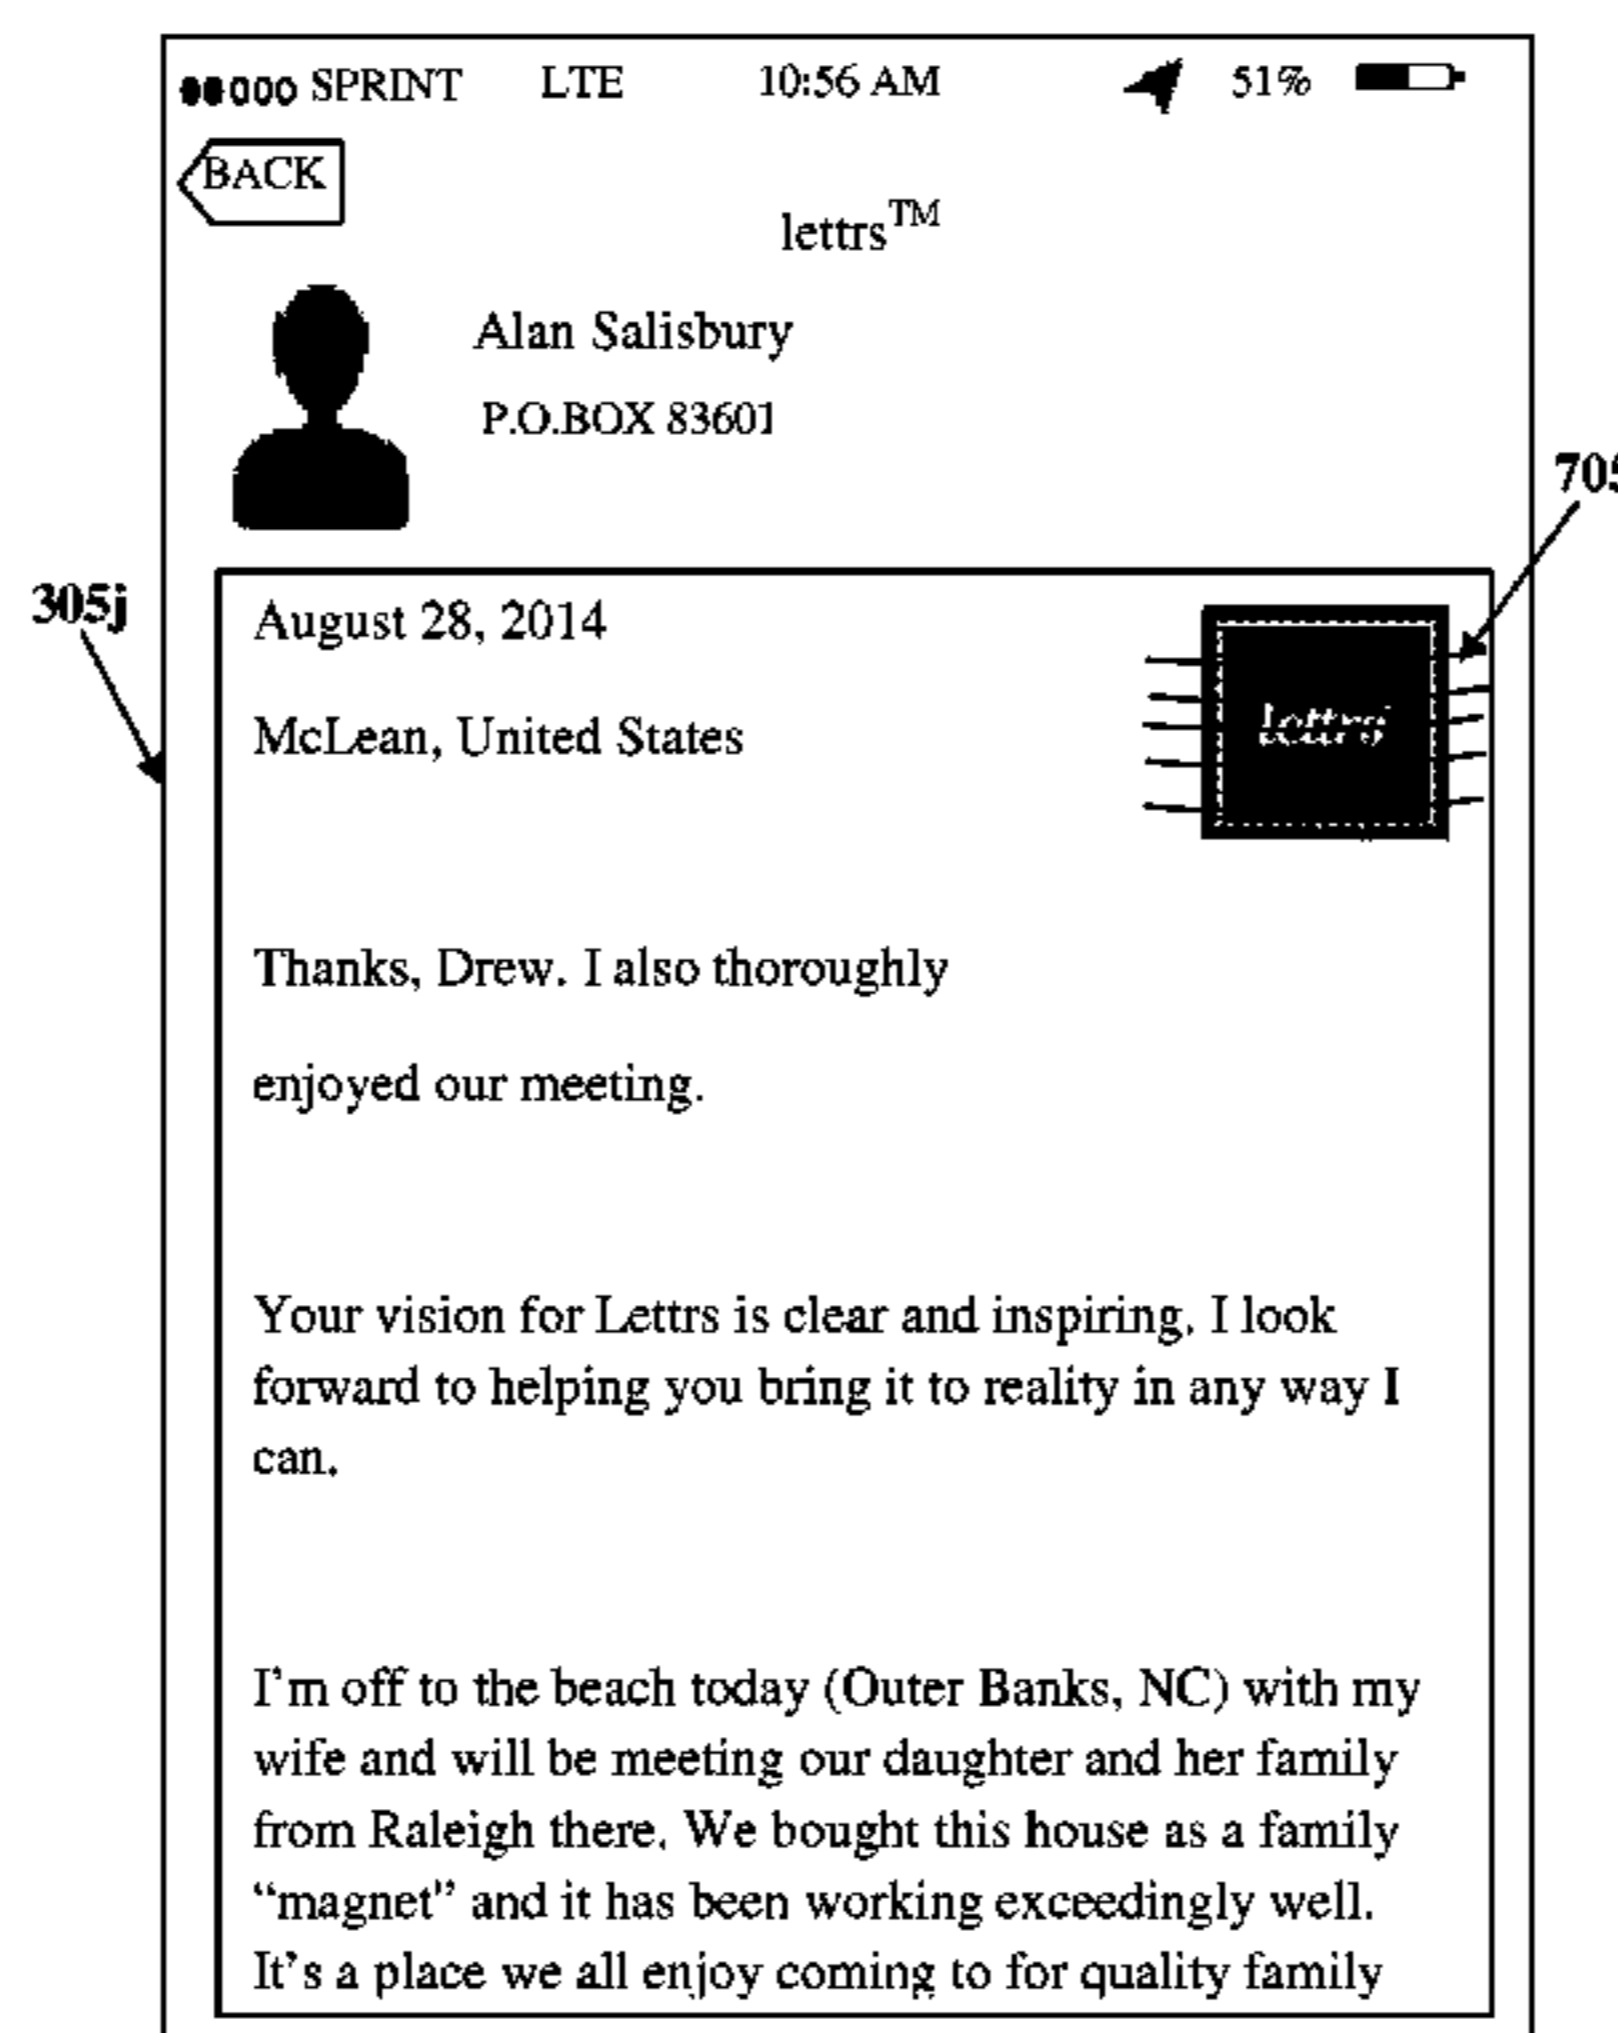 SPRINT LTE 10:56 AM 51%
BACK
lettrs™
Alan Salisbury
P.O.BOX 83601
705
305j
August 28, 2014
lettrs
McLean, United States
Thanks, Drew. I also thoroughly
enjoyed our meeting.
Your vision for Lettrs is clear and inspiring. I look
forward to helping you bring it to reality in any way I
can.
I'm off to the beach today (Outer Banks, NC) with my
wife and will be meeting our daughter and her family
from Raleigh there. We bought this house as a family
“magnet” and it has been working exceedingly well.
It's a place we all enjoy coming to for quality family